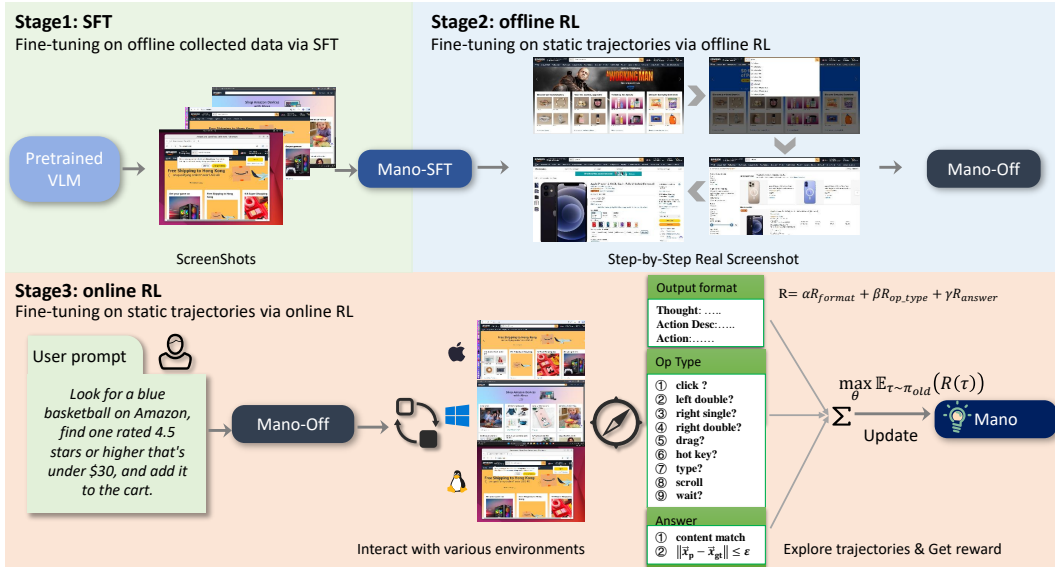 Stage1: SFT
Fine-tuning on offline collected data via SFT
Pretrained
VLM
Mano-SFT
ScreenShots
Stage2: offline RL
Fine-tuning on static trajectories via offline RL
WORKING
MAN
Mano-Off
Step-by-Step Real Screenshot
Stage3: online RL
Fine-tuning on static trajectories via online RL
User prompt
Look for a blue
basketball on Amazon,
find one rated 4.5
stars or higher that's
under $30, and add it
to the cart.
Mano-Off
Interact with various environments
Output format
Thought: …..
Action Desc:…..
Action:……
Op Type
① click ?
② left double?
③ right single?
④ right double?
⑤ drag?
⑥ hot key?
⑦ type?
⑧ scroll
⑨ wait?
Answer
① content match
② ‖x⃗p − x⃗gt‖ ≤ ε
R= αR_format + βR_op_type + γR_answer
Σ
max θ 𝔼τ~πold (R(τ))
Update
Mano
Explore trajectories & Get reward